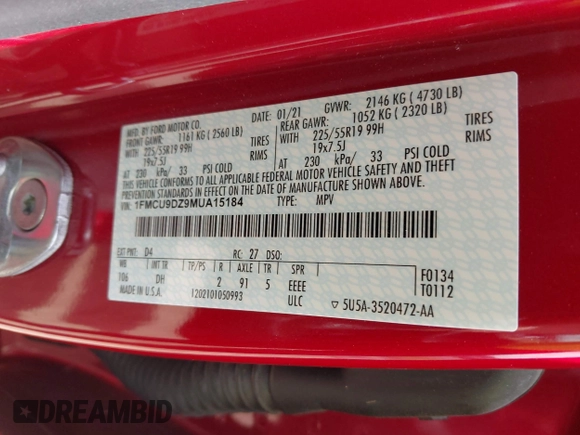 MFD. BY FORD MOTOR CO. DATE: 01/21 GVWR: 2146 KG ( 4730 LB)
FRONT GAWR: 1161 KG ( 2560 LB) REAR GAWR: 1052 KG ( 2320 LB)
WITH 225/55R19 99H TIRES WITH 225/55R19 99H TIRES
19x7.5J RIMS 19x7.5J RIMS
AT 230 kPa/ 33 PSI COLD AT 230 kPa/ 33 PSI COLD
THIS VEHICLE CONFORMS TO ALL APPLICABLE FEDERAL MOTOR VEHICLE SAFETY AND THEFT
PREVENTION STANDARDS IN EFFECT ON THE DATE OF MANUFACTURE SHOWN ABOVE.
VIN: 1FMCU9DZ9MUA15184 TYPE: MPV
EXT PNT: D4 RC: 27 DSO:
WB INT TR TP/PS R AXLE TR SPR F0134
106 DH 2 91 5 EEEE T0112
MADE IN U.S.A. 1202101050993 ULC ▽ 5U5A-3520472-AA
DREAMBID